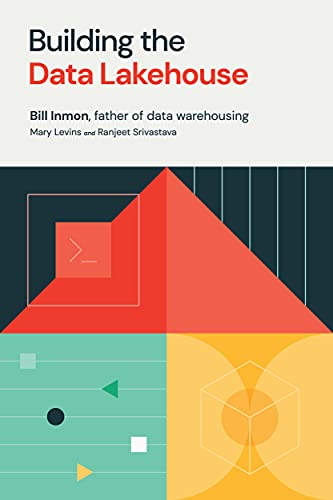 Building the
Data Lakehouse
Bill Inmon, father of data warehousing
Mary Levins and Ranjeet Srivastava
>_